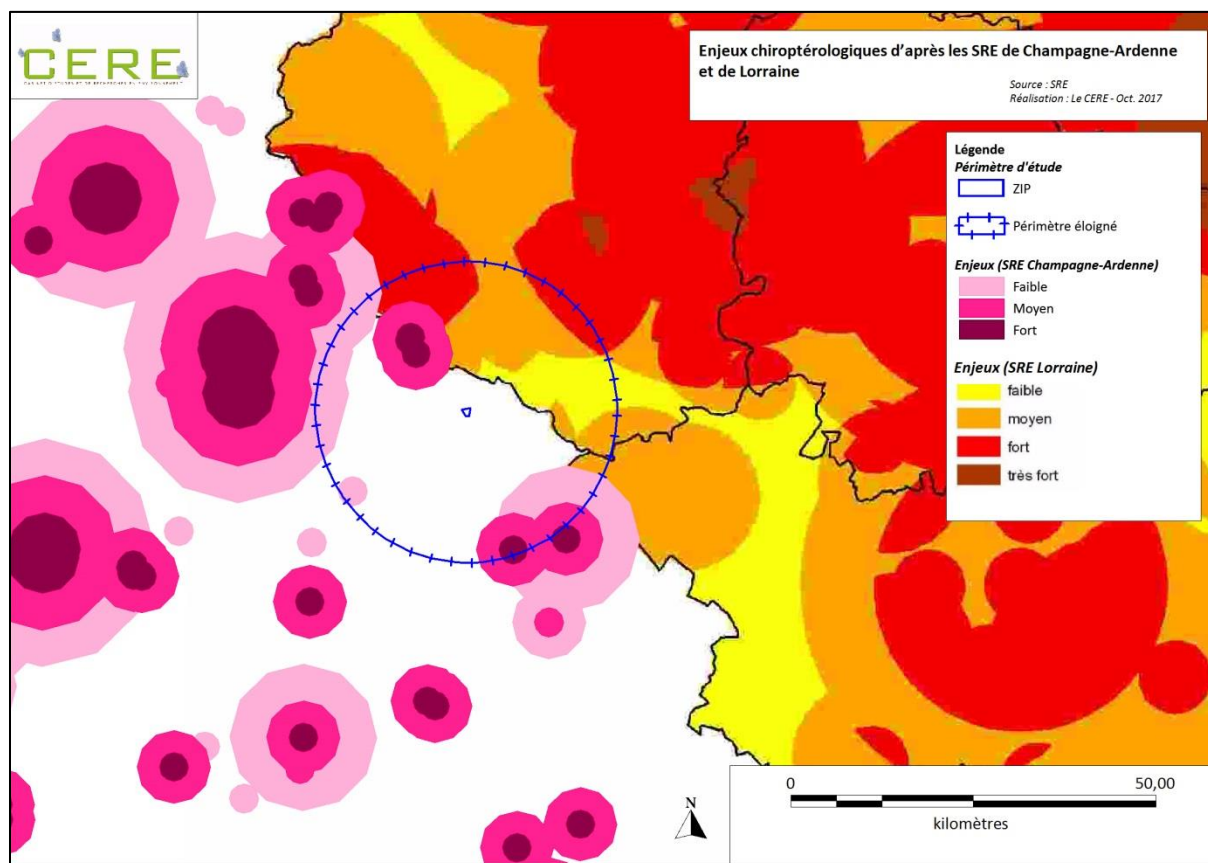 CERE
Enjeux chiroptérologiques d'après les SRE de Champagne-Ardenne
et de Lorraine
Source : SRE
Réalisation : Le CERE - Oct. 2017
Légende
Périmètre d'étude
ZIP
Périmètre éloigné
Enjeux (SRE Champagne-Ardenne)
Faible
Moyen
Fort
Enjeux (SRE Lorraine)
faible
moyen
fort
très fort
N
0 50,00
kilomètres